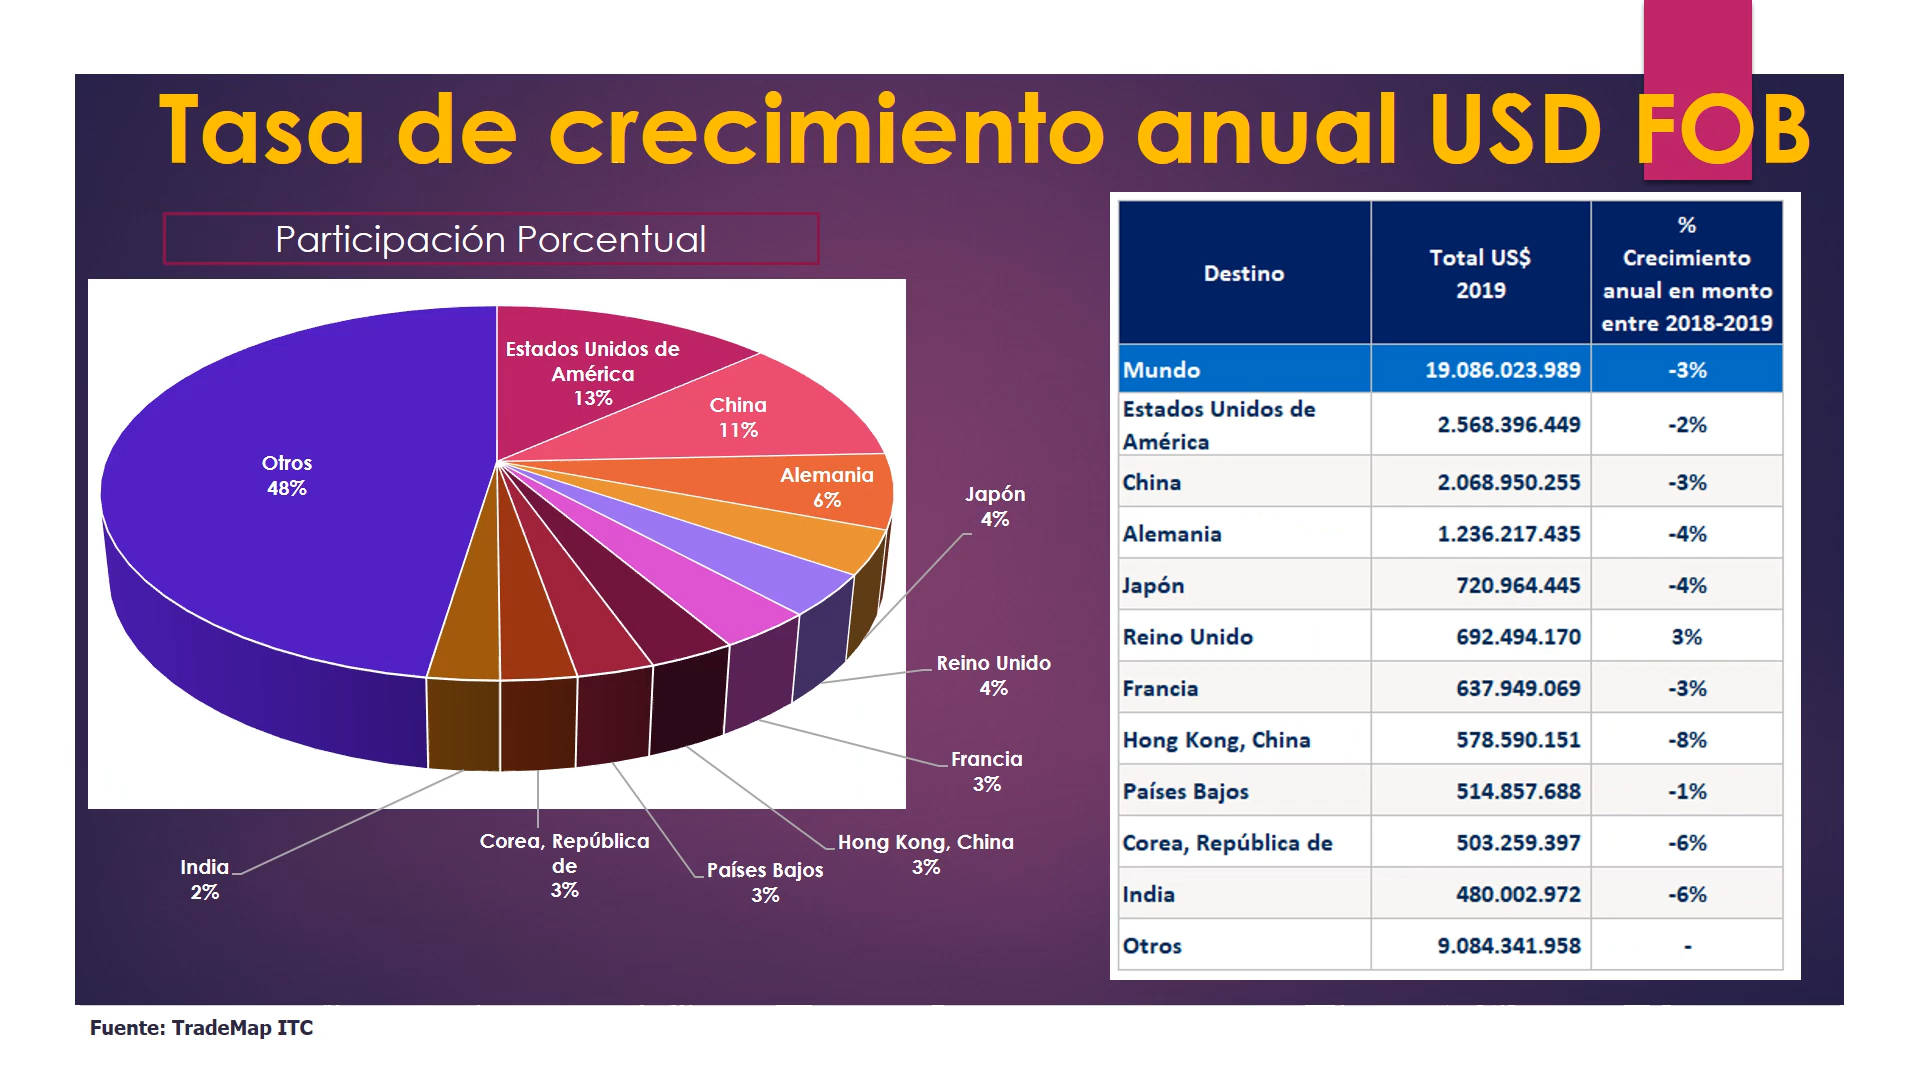 Tasa de crecimiento anual USD FOB
Participación Porcentual
Estados Unidos de
América
13%
China
11%
Alemania
6%
Japón
4%
Reino Unido
4%
Francia
3%
Hong Kong, China
3%
Países Bajos
3%
Corea, República
de
3%
India
2%
Otros
48%
Destino
Total US$
2019
%
Crecimiento
anual en monto
entre 2018-2019
Mundo 19.086.023.989 -3%
Estados Unidos de
América 2.568.396.449 -2%
China 2.068.950.255 -3%
Alemania 1.236.217.435 -4%
Japón 720.964.445 -4%
Reino Unido 692.494.170 3%
Francia 637.949.069 -3%
Hong Kong, China 578.590.151 -8%
Países Bajos 514.857.688 -1%
Corea, República de 503.259.397 -6%
India 480.002.972 -6%
Otros 9.084.341.958 -
Fuente: TradeMap ITC